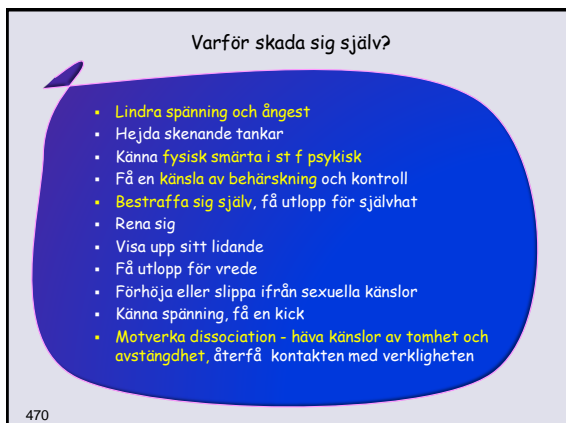 Varför skada sig själv?
▪ Lindra spänning och ångest
▪ Hejda skenande tankar
▪ Känna fysisk smärta i st f psykisk
▪ Få en känsla av behärskning och kontroll
▪ Bestraffa sig själv, få utlopp för självhat
▪ Rena sig
▪ Visa upp sitt lidande
▪ Få utlopp för vrede
▪ Förhöja eller slippa ifrån sexuella känslor
▪ Känna spänning, få en kick
▪ Motverka dissociation - häva känslor av tomhet och
avstängdhet, återfå kontakten med verkligheten
470